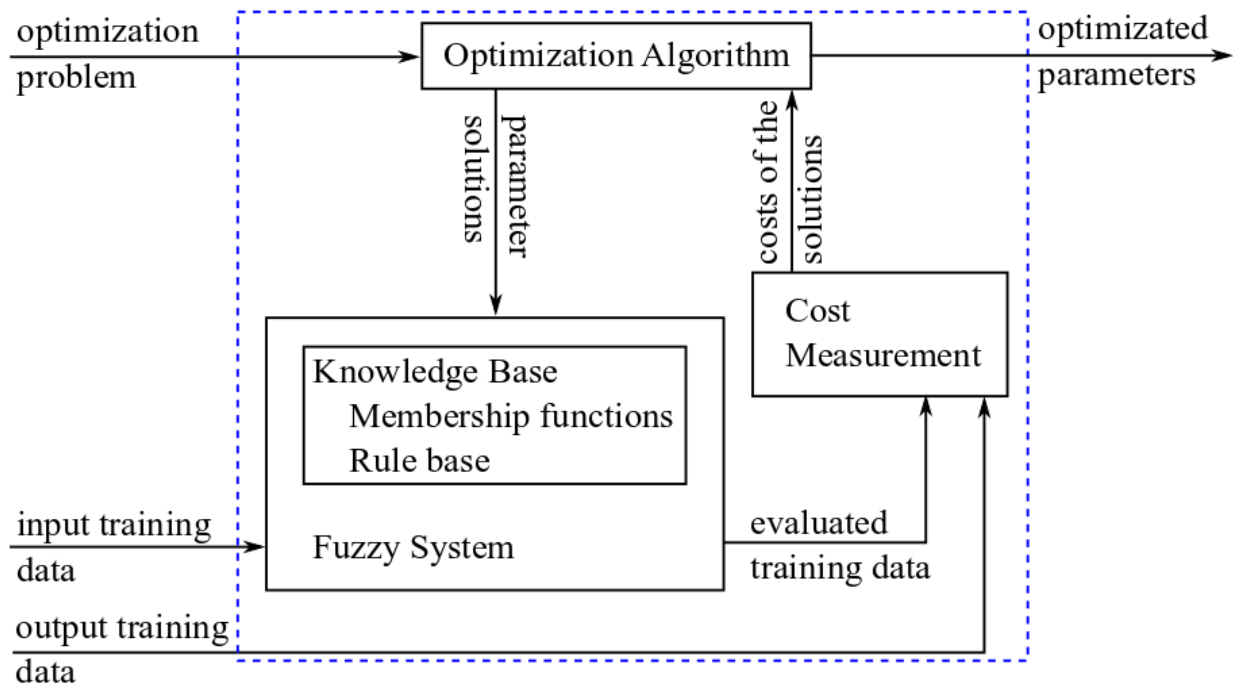 optimization
problem
Optimization Algorithm
optimizated
parameters
parameter
solutions
costs of the
solutions
Cost
Measurement
Knowledge Base
Membership functions
Rule base
Fuzzy System
input training
data
evaluated
training data
output training
data